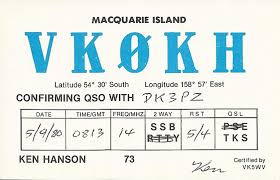 MACQUARIE ISLAND
VKØKH
Latitude 54° 30' South Longitude 158° 57' East
CONFIRMING QSO WITH DK3PZ
DATE TIME/GMT FREQ/MHZ 2 WAY RST QSL
5/9/80 0813 14 SSB RTTY 5/4 PSE TKS
KEN HANSON 73 Ken Certified by
VK5WV